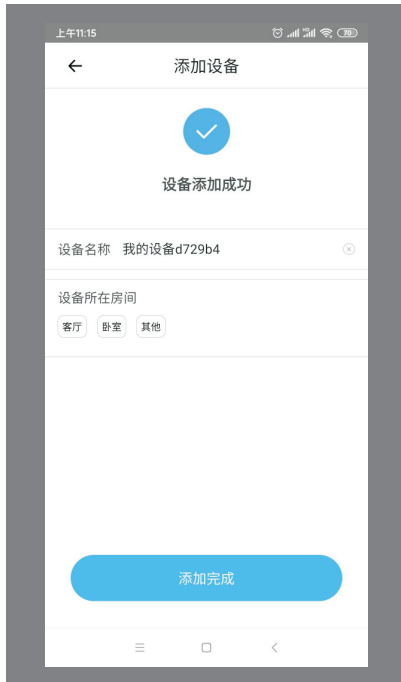 上午11:15
70
添加设备
设备添加成功
设备名称 我的设备d729b4
设备所在房间
客厅 卧室 其他
添加完成